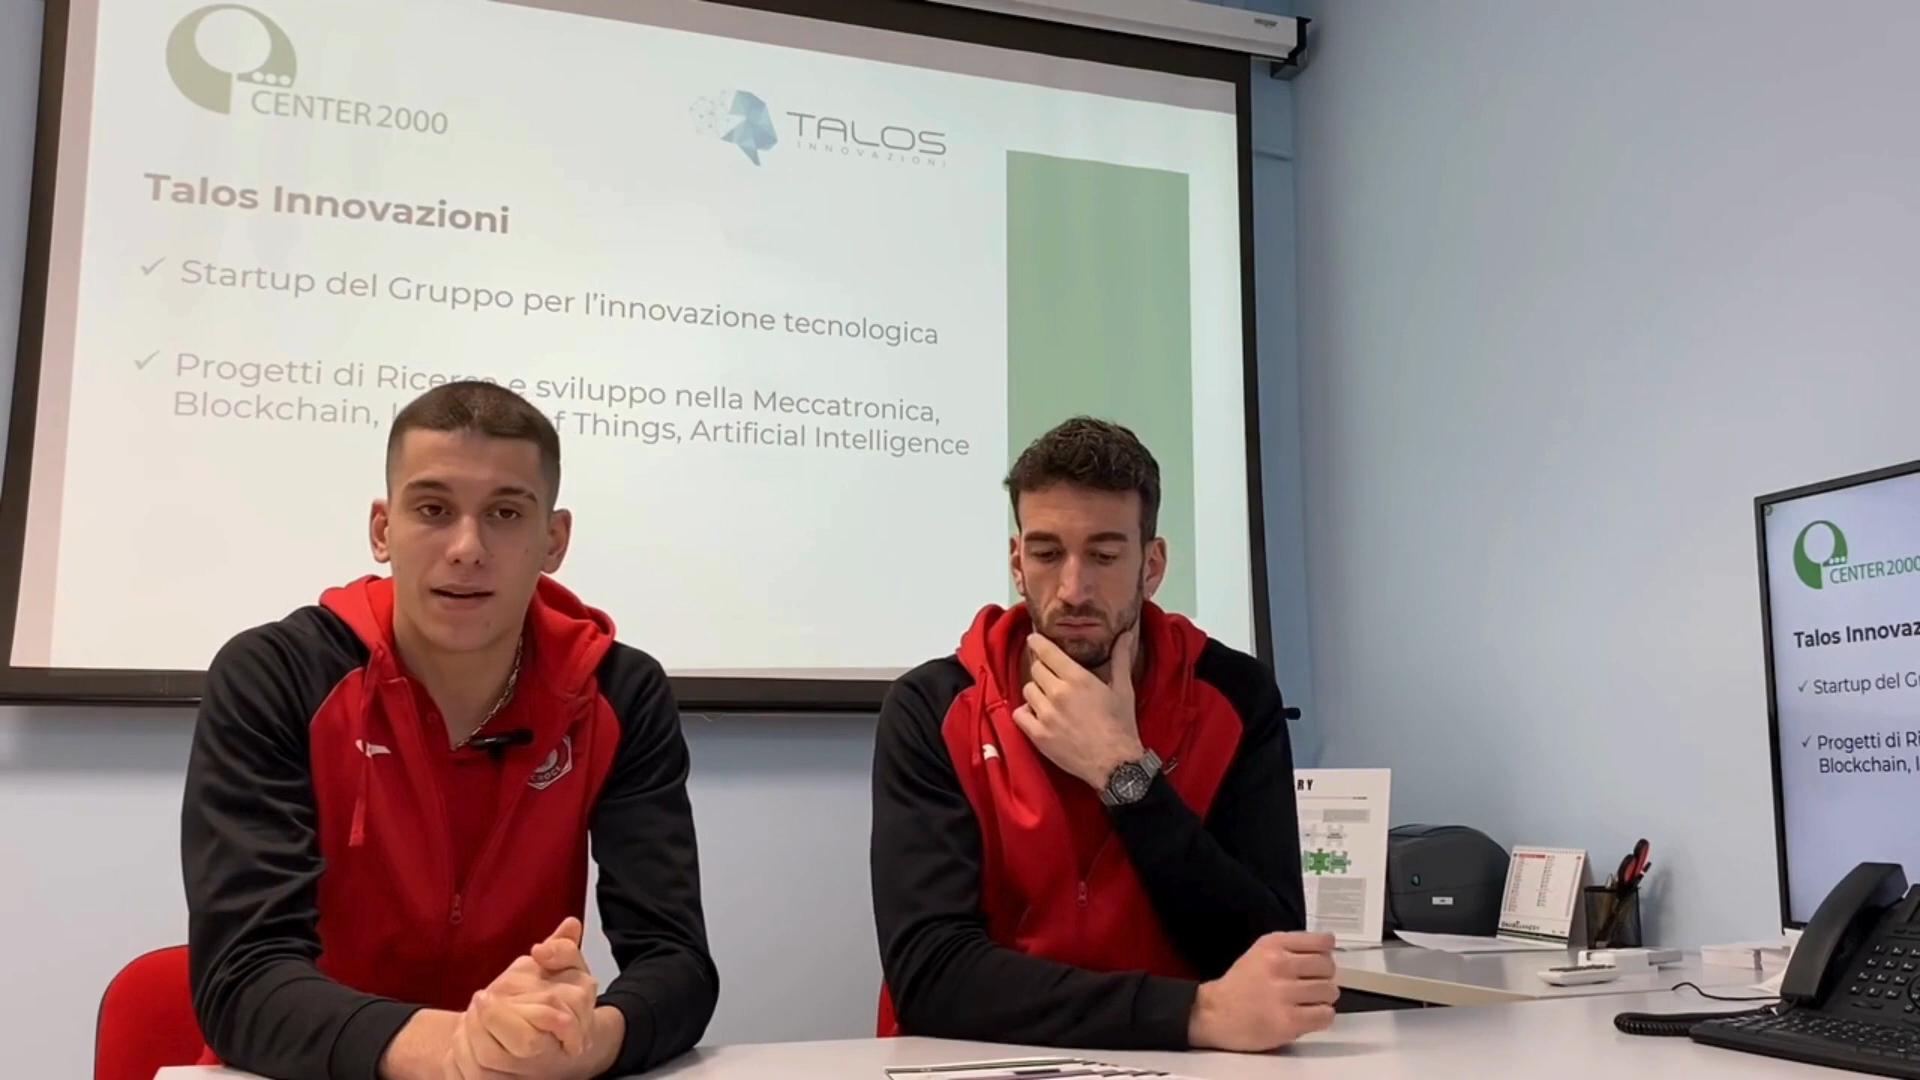 CENTER 2000
TALOS
INNOVAZIONI
Talos Innovazioni
✓ Startup del Gruppo per l'innovazione tecnologica
✓ Progetti di Ricerca e sviluppo nella Meccatronica,
Blockchain, I f Things, Artificial Intelligence
CENTER 2000
Talos Innovaz
✓ Startup del G
✓ Progetti di Ri
Blockchain, I
RY